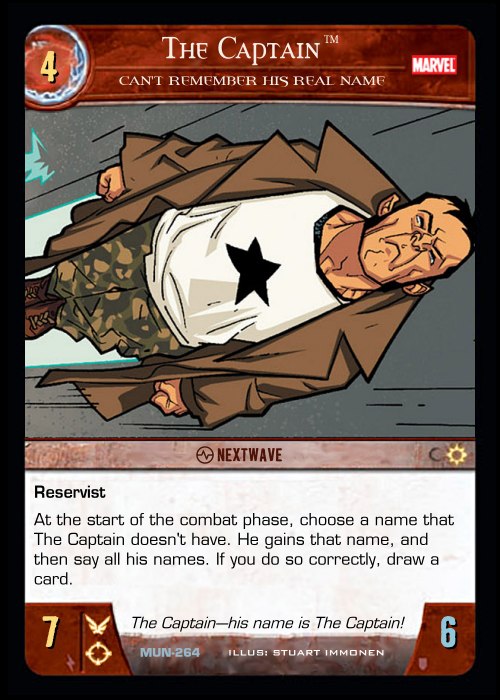 4
THE CAPTAIN™
CAN'T REMEMBER HIS REAL NAME
MARVEL
NEXTWAVE
Reservist
At the start of the combat phase, choose a name that
The Captain doesn't have. He gains that name, and
then say all his names. If you do so correctly, draw a
card.
The Captain—his name is The Captain!
7
6
MUN-264 ILLUS: STUART IMMONEN